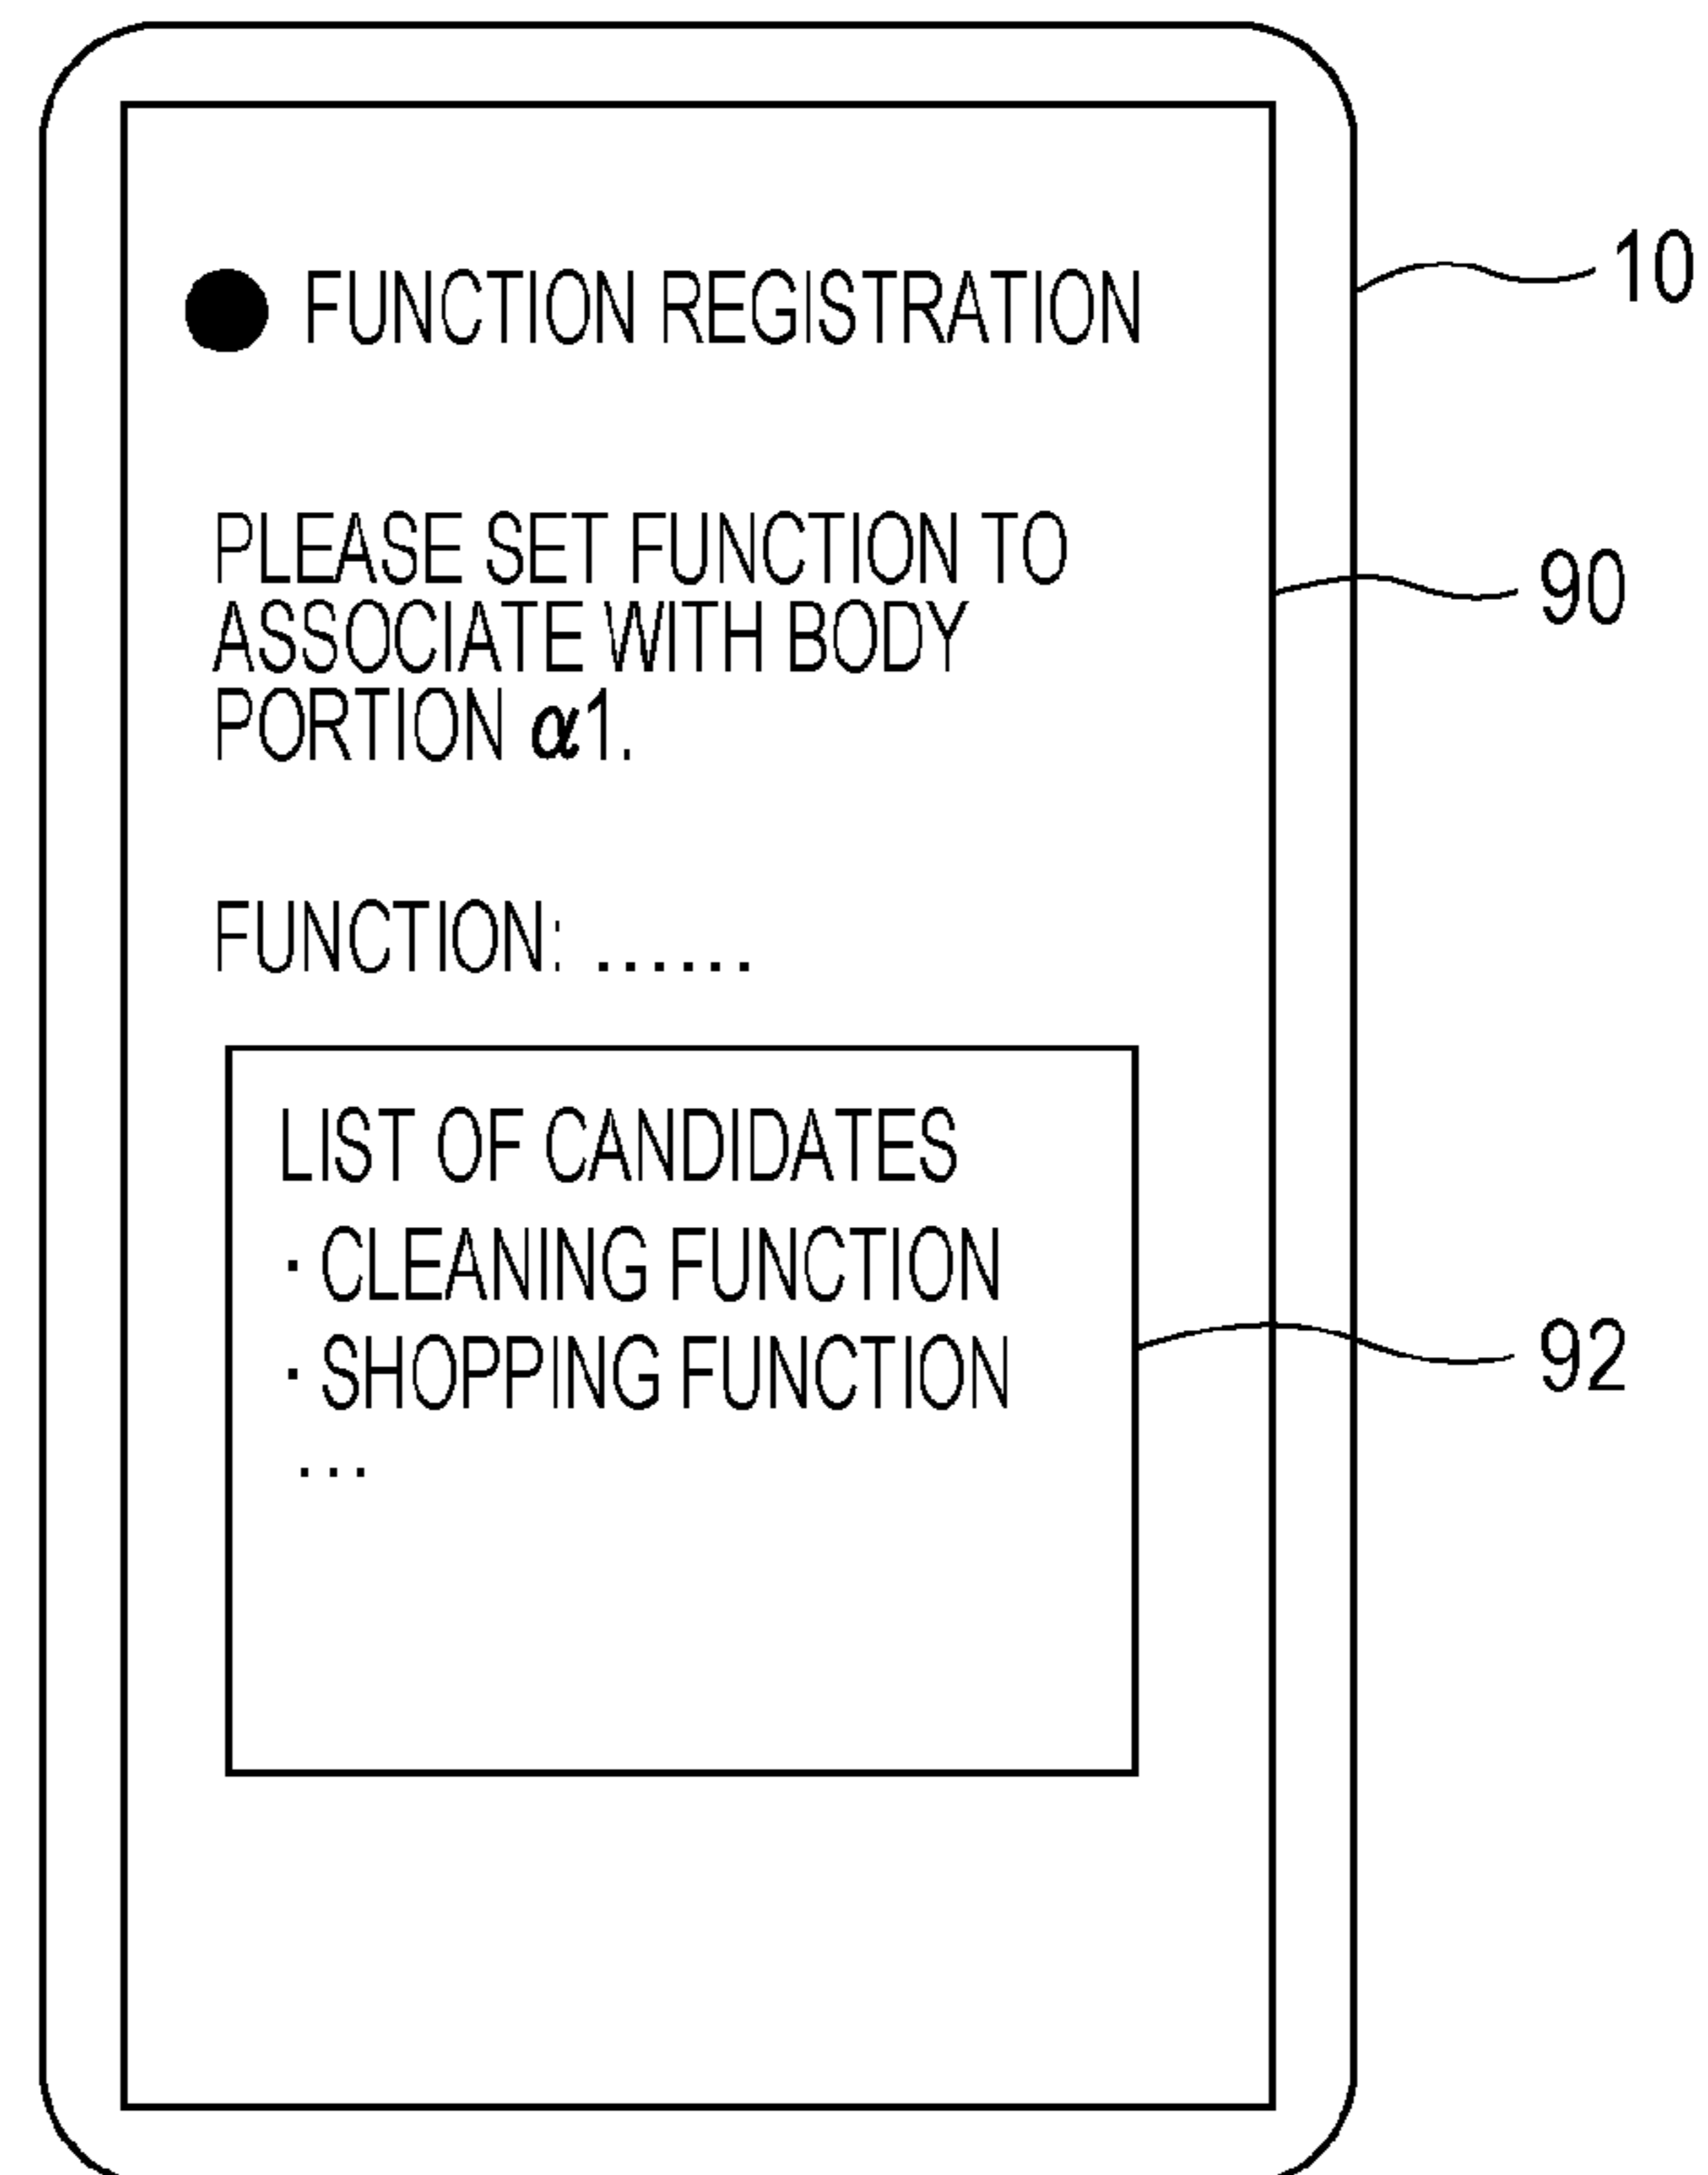 ● FUNCTION REGISTRATION
10
PLEASE SET FUNCTION TO
ASSOCIATE WITH BODY
PORTION α1.
90
FUNCTION: ......
LIST OF CANDIDATES
· CLEANING FUNCTION
· SHOPPING FUNCTION
...
92